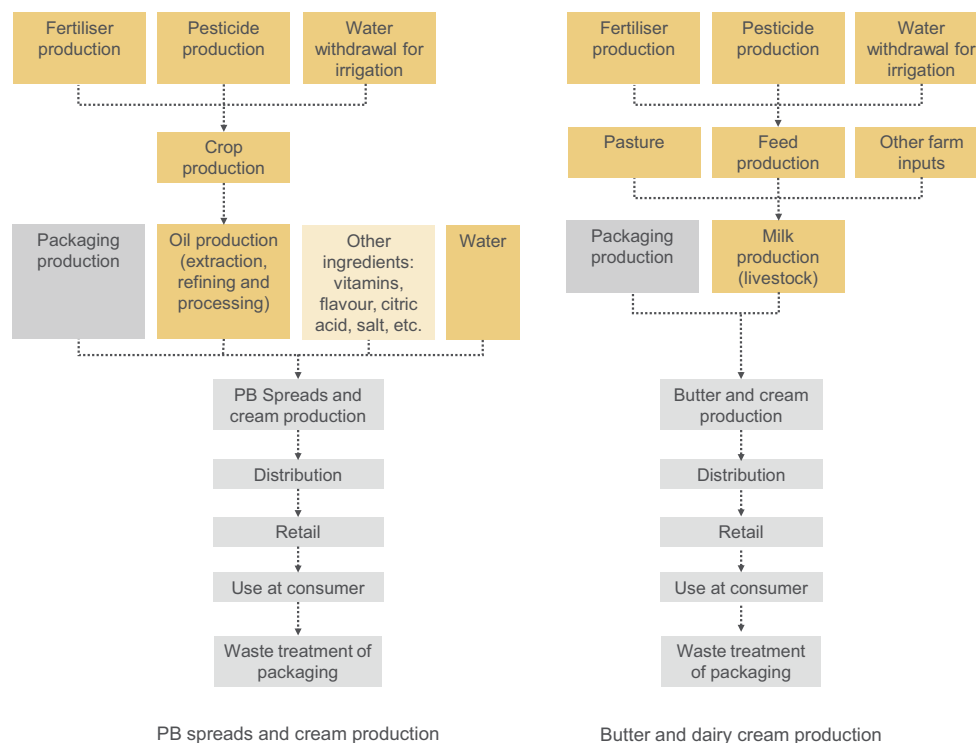 Fertiliser
production
Pesticide
production
Water
withdrawal for
irrigation
Crop
production
Packaging
production
Oil production
(extraction,
refining and
processing)
Other
ingredients:
vitamins,
flavour, citric
acid, salt, etc.
Water
PB Spreads and
cream production
Distribution
Retail
Use at consumer
Waste treatment of
packaging
PB spreads and cream production
Fertiliser
production
Pesticide
production
Water
withdrawal for
irrigation
Pasture
Feed
production
Other farm
inputs
Packaging
production
Milk
production
(livestock)
Butter and cream
production
Distribution
Retail
Use at consumer
Waste treatment
of packaging
Butter and dairy cream production